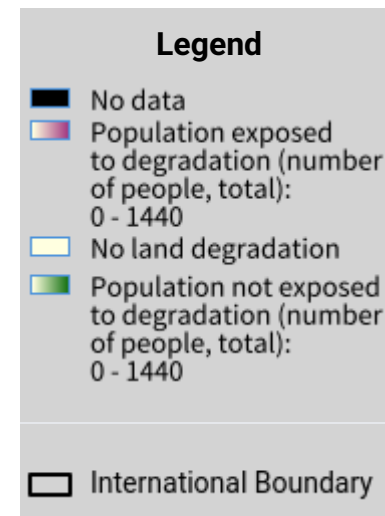 Legend
No data
Population exposed
to degradation (number
of people, total):
0 - 1440
No land degradation
Population not exposed
to degradation (number
of people, total):
0 - 1440
International Boundary